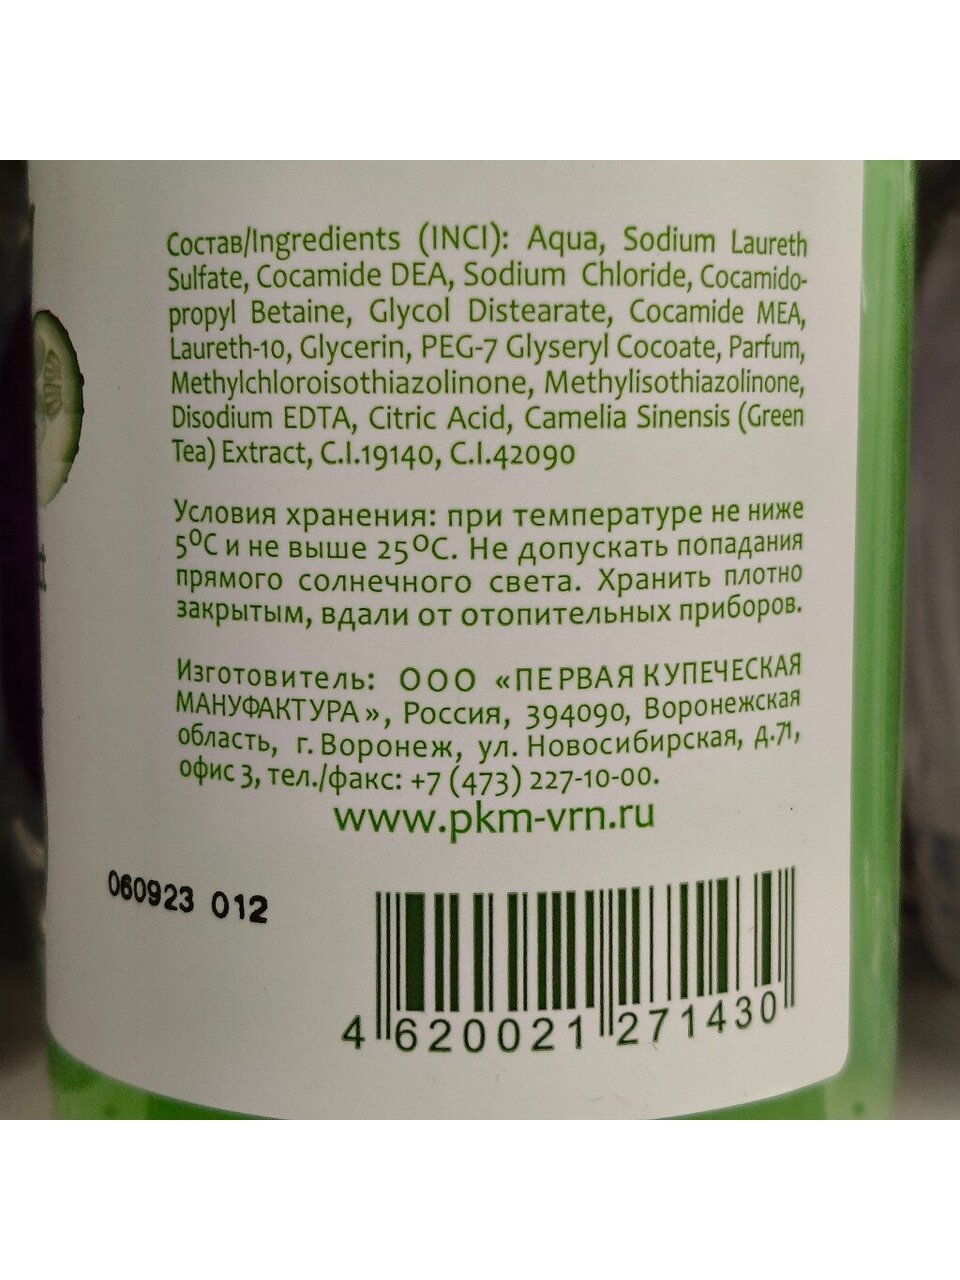 Состав/Ingredients (INCI): Aqua, Sodium Laureth
Sulfate, Cocamide DEA, Sodium Chloride, Cocamido-
propyl Betaine, Glycol Distearate, Cocamide MEA,
Laureth-10, Glycerin, PEG-7 Glyseryl Cocoate, Parfum,
Methylchloroisothiazolinone, Methylisothiazolinone,
Disodium EDTA, Citric Acid, Camelia Sinensis (Green
Tea) Extract, C.I.19140, C.I.42090
Условия хранения: при температуре не ниже
5°C и не выше 25°C. Не допускать попадания
прямого солнечного света. Хранить плотно
закрытым, вдали от отопительных приборов.
Изготовитель: ООО «ПЕРВАЯ КУПЕЧЕСКАЯ
МАНУФАКТУРА», Россия, 394090, Воронежская
область, г. Воронеж, ул. Новосибирская, д.71,
офис 3, тел./факс: +7 (473) 227-10-00.
www.pkm-vrn.ru
060923 012
4 620021 271430